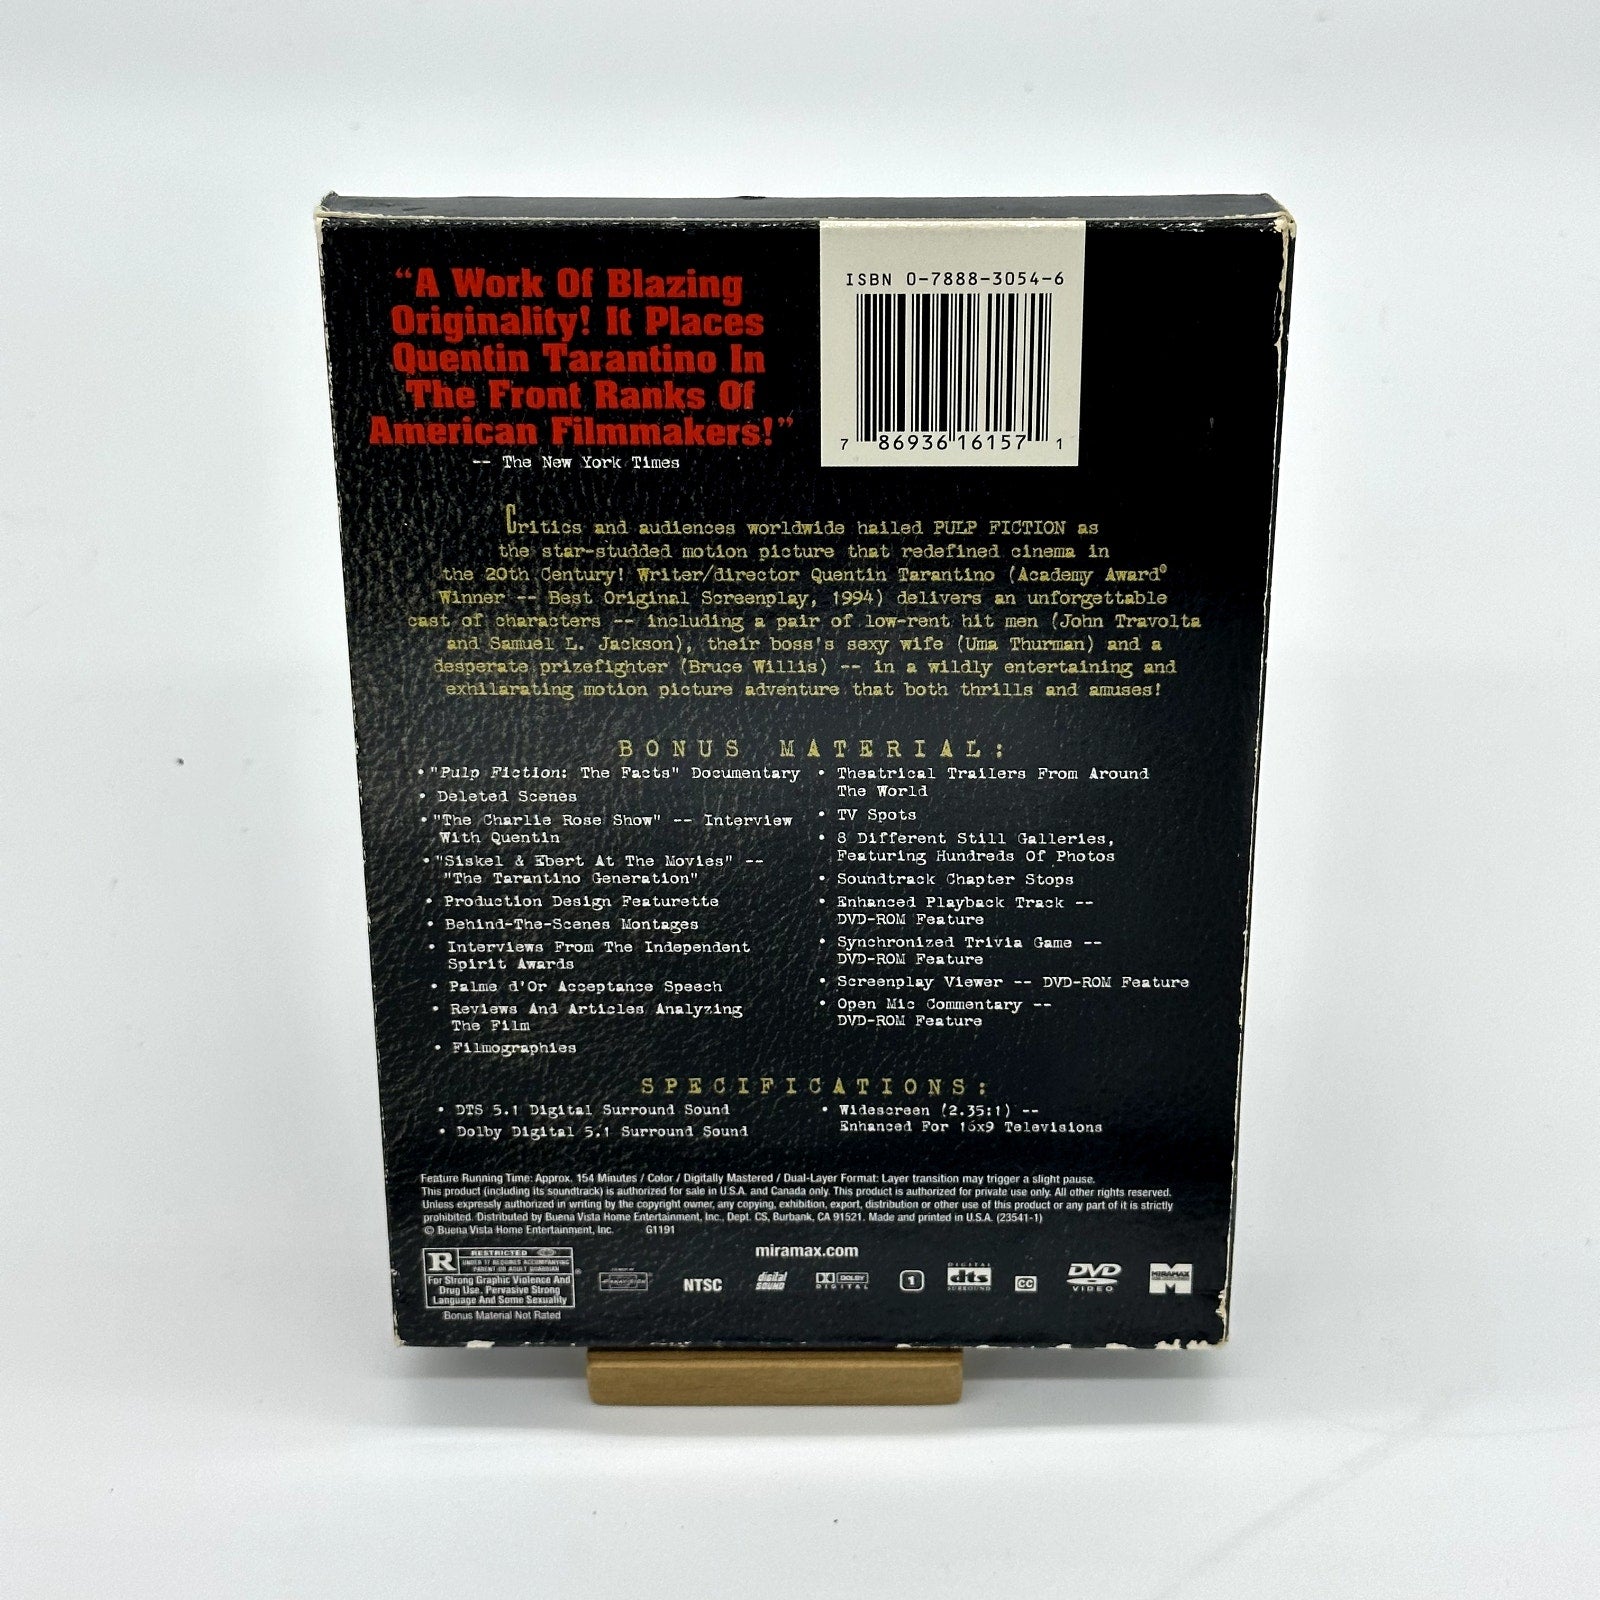 "A Work Of Blazing
Originality! It Places
Quentin Tarantino In
The Front Ranks Of
American Filmmakers!"
-- The New York Times
ISBN 0-7888-3054-6
7 86936 16157 1
Critics and audiences worldwide hailed PULP FICTION as
the star-studded motion picture that redefined cinema in
the 20th Century! Writer/director Quentin Tarantino (Academy Award®
Winner -- Best Original Screenplay, 1994) delivers an unforgettable
cast of characters -- including a pair of low-rent hit men (John Travolta
and Samuel L. Jackson), their boss's sexy wife (Uma Thurman) and a
desperate prizefighter (Bruce Willis) -- in a wildly entertaining and
exhilarating motion picture adventure that both thrills and amuses!
BONUS MATERIAL:
• "Pulp Fiction: The Facts" Documentary
• Deleted Scenes
• "The Charlie Rose Show" -- Interview
With Quentin
• "Siskel & Ebert At The Movies" --
"The Tarantino Generation"
• Production Design Featurette
• Behind-The-Scenes Montages
• Interviews From The Independent
Spirit Awards
• Palme d'Or Acceptance Speech
• Reviews And Articles Analyzing
The Film
• Filmographies
• Theatrical Trailers From Around
The World
• TV Spots
• 8 Different Still Galleries,
Featuring Hundreds Of Photos
• Soundtrack Chapter Stops
• Enhanced Playback Track --
DVD-ROM Feature
• Synchronized Trivia Game --
DVD-ROM Feature
• Screenplay Viewer -- DVD-ROM Feature
• Open Mic Commentary --
DVD-ROM Feature
SPECIFICATIONS:
• DTS 5.1 Digital Surround Sound
• Dolby Digital 5.1 Surround Sound
• Widescreen (2.35:1) --
Enhanced For 16x9 Televisions
Feature Running Time: Approx. 154 Minutes / Color / Digitally Mastered / Dual-Layer Format: Layer transition may trigger a slight pause.
This product (including its soundtrack) is authorized for sale in U.S.A. and Canada only. This product is authorized for private use only. All other rights reserved.
Unless expressly authorized in writing by the copyright owner, any copying, exhibition, export, distribution or other use of this product or any part of it is strictly
prohibited. Distributed by Buena Vista Home Entertainment, Inc., Dept. CS, Burbank, CA 91521. Made and printed in U.S.A. (23541-1)
© Buena Vista Home Entertainment, Inc. G1191
miramax.com
R RESTRICTED
UNDER 17 REQUIRES ACCOMPANYING
PARENT OR ADULT GUARDIAN
For Strong Graphic Violence And
Drug Use, Pervasive Strong
Language And Some Sexuality
Bonus Material Not Rated
NTSC
digital
SOUND
DOLBY
DIGITAL
1
DIGITAL
dts
SURROUND
CC
DVD
VIDEO
MIRAMAX